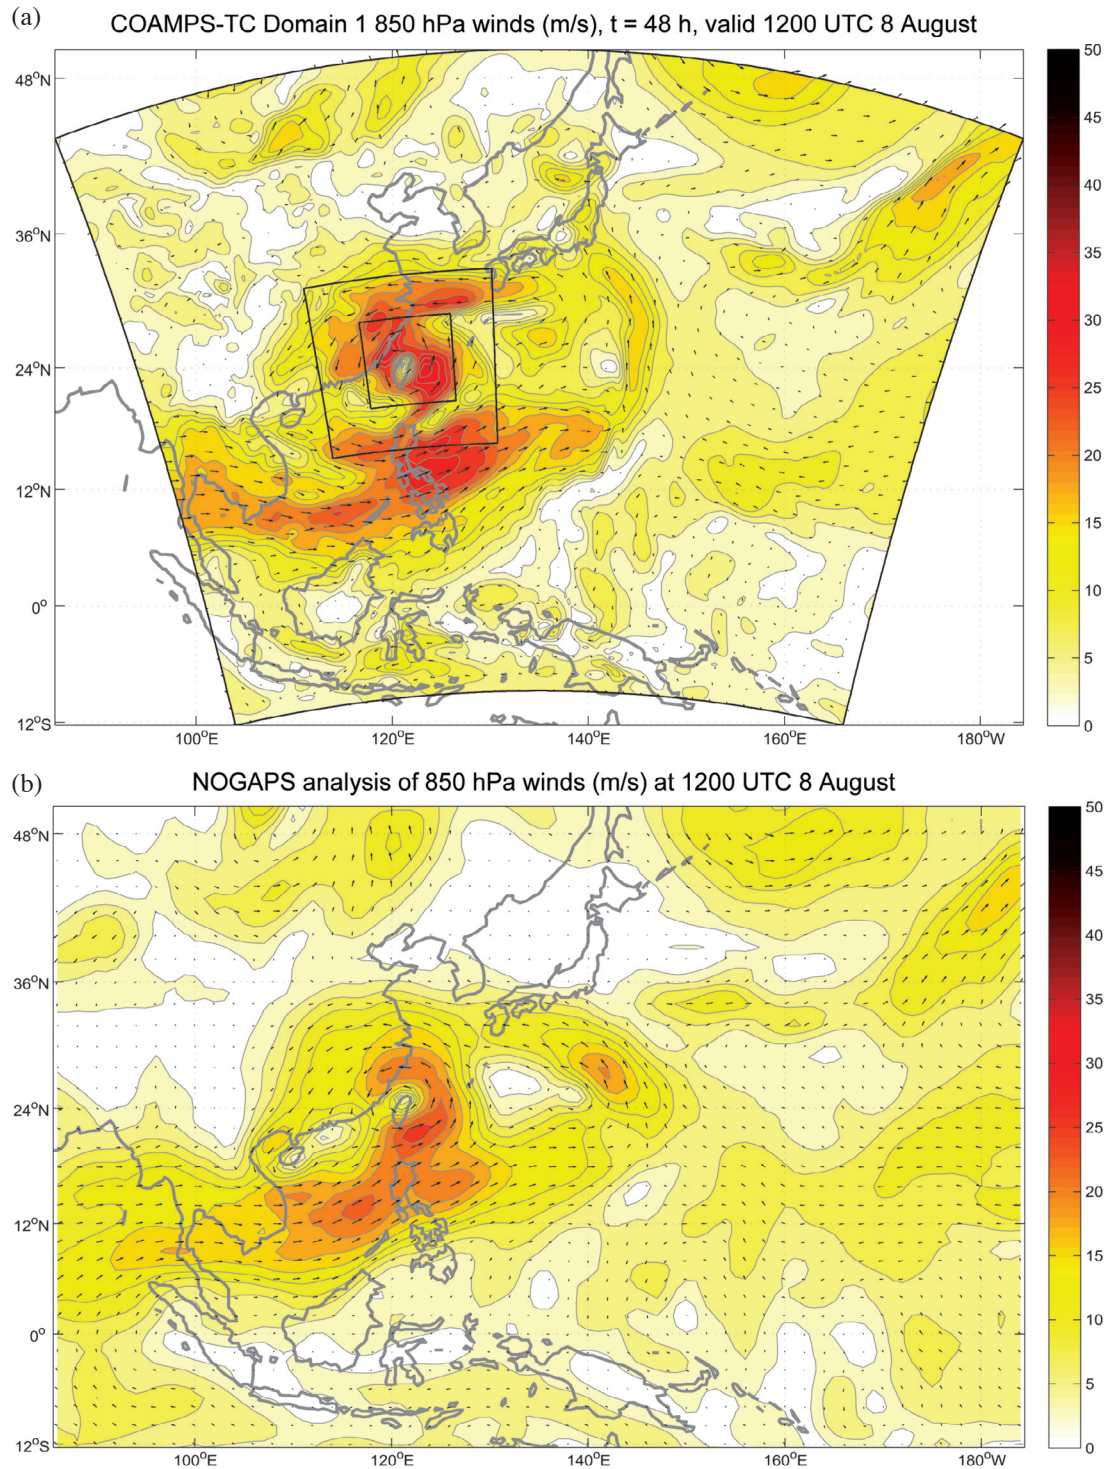 (a)
COAMPS-TC Domain 1 850 hPa winds (m/s), t = 48 h, valid 1200 UTC 8 August
48°N
36°N
24°N
12°N
0°
12°S
100°E 120°E 140°E 160°E 180°W
50
45
40
35
30
25
20
15
10
5
0
(b)
NOGAPS analysis of 850 hPa winds (m/s) at 1200 UTC 8 August
48°N
36°N
24°N
12°N
0°
12°S
100°E 120°E 140°E 160°E 180°W
50
45
40
35
30
25
20
15
10
5
0